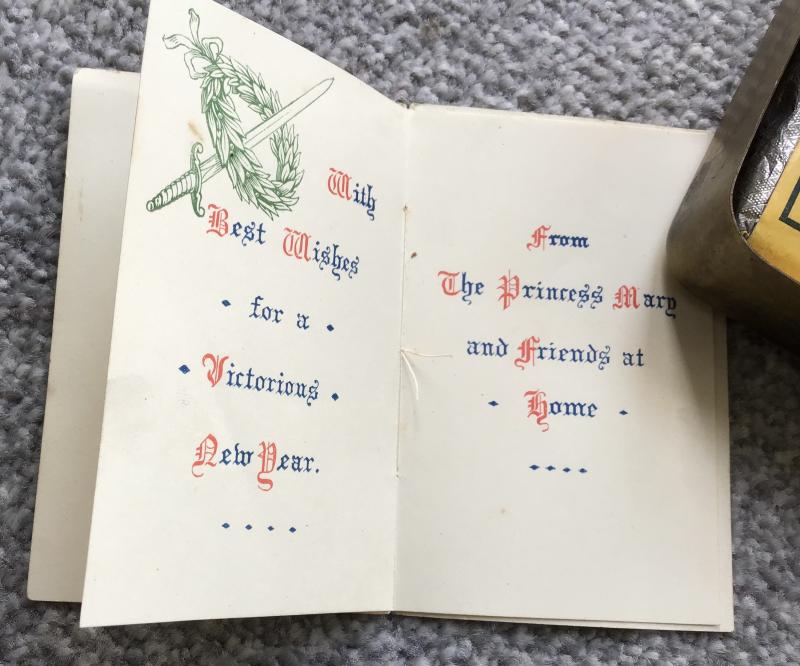 With
Best Wishes
for a
Victorious
New Year.
From
The Princess Mary
and Friends at
Home